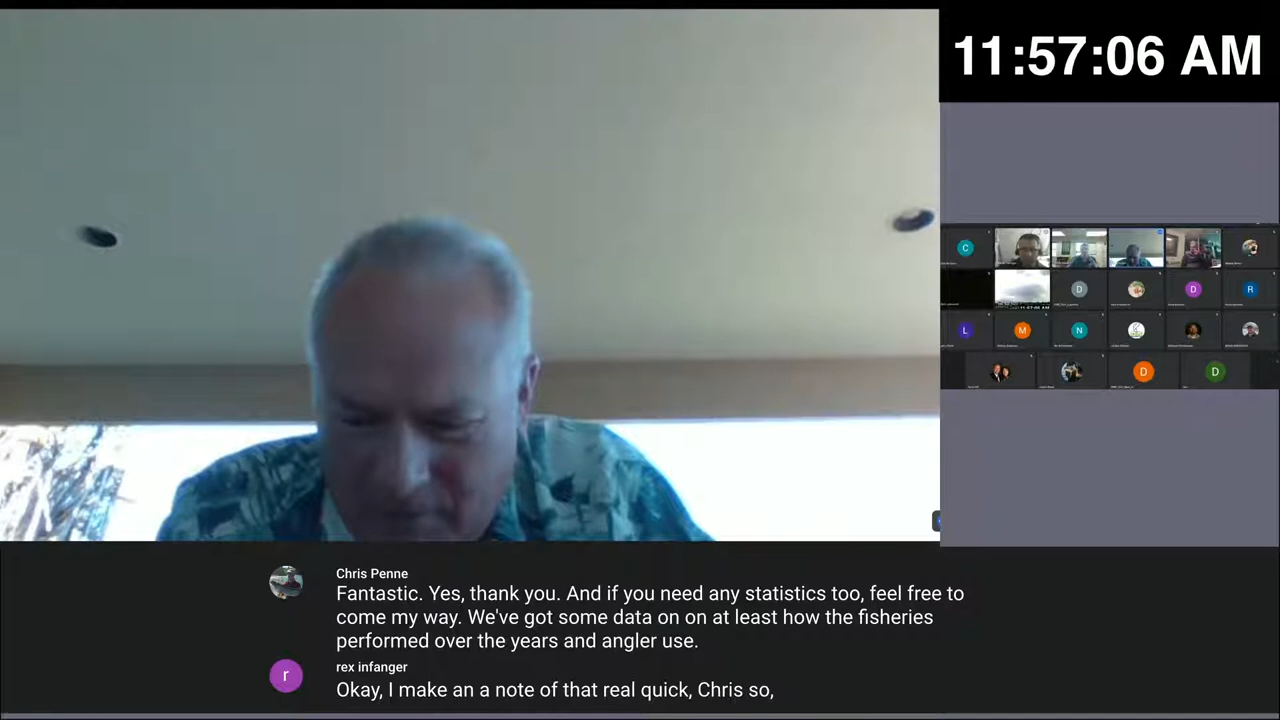 11:57:06 AM
C
D
D
R
L
M
N
D
D
Chris Penne
Fantastic. Yes, thank you. And if you need any statistics too, feel free to
come my way. We've got some data on on at least how the fisheries
performed over the years and angler use.
rex infanger
r
Okay, I make an a note of that real quick, Chris so,